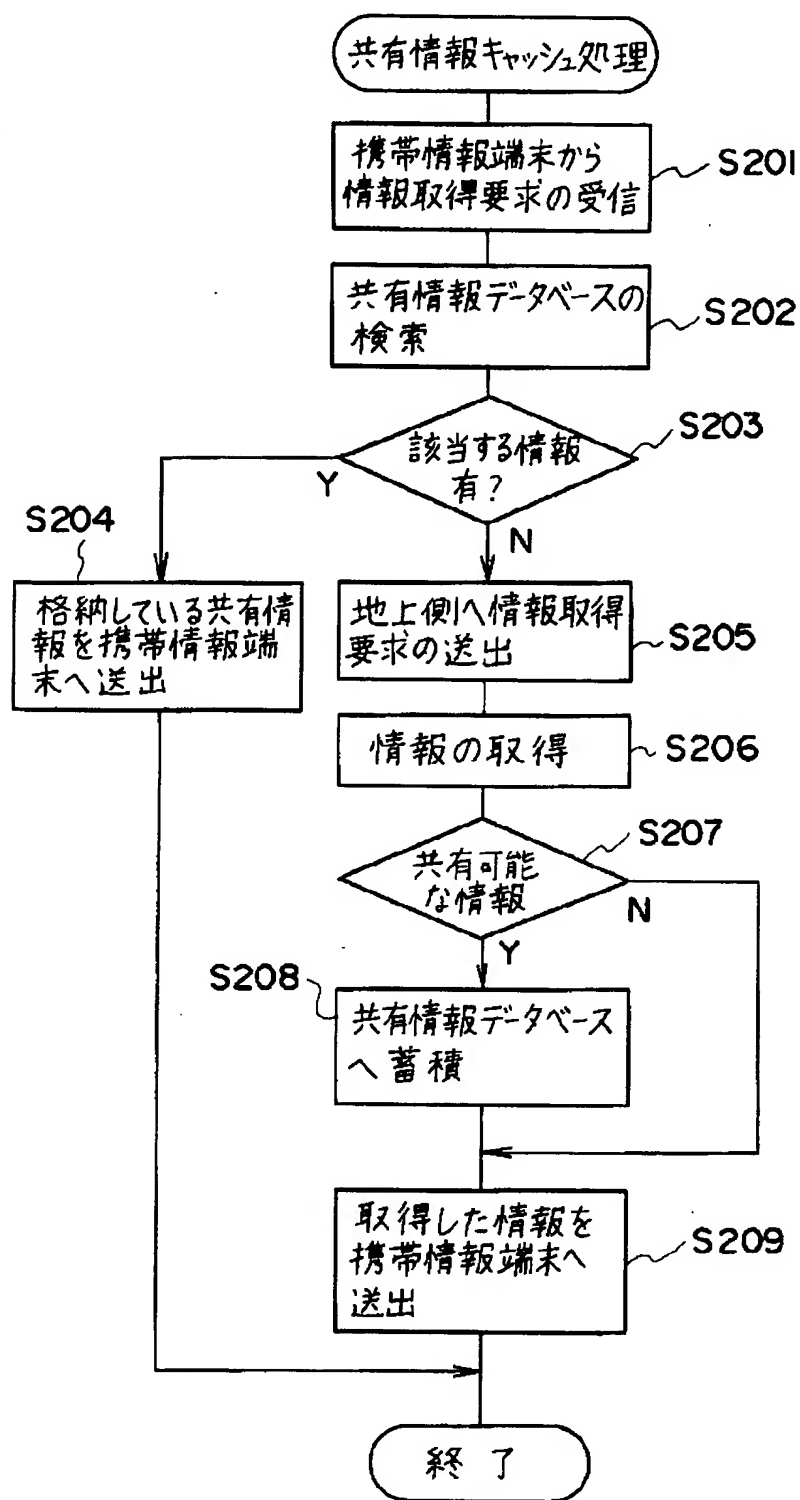 共有情報キャッシュ処理
携帯情報端末から
情報取得要求の受信
S201
共有情報データベースの
検索
S202
該当する情報
有?
S203
Y
N
S204
格納している共有情
報を携帯情報端
末へ送出
地上側へ情報取得
要求の送出
S205
情報の取得
S206
共有可能
な情報
S207
N
Y
S208
共有情報データベース
へ蓄積
取得した情報を
携帯情報端末へ
送出
S209
終了